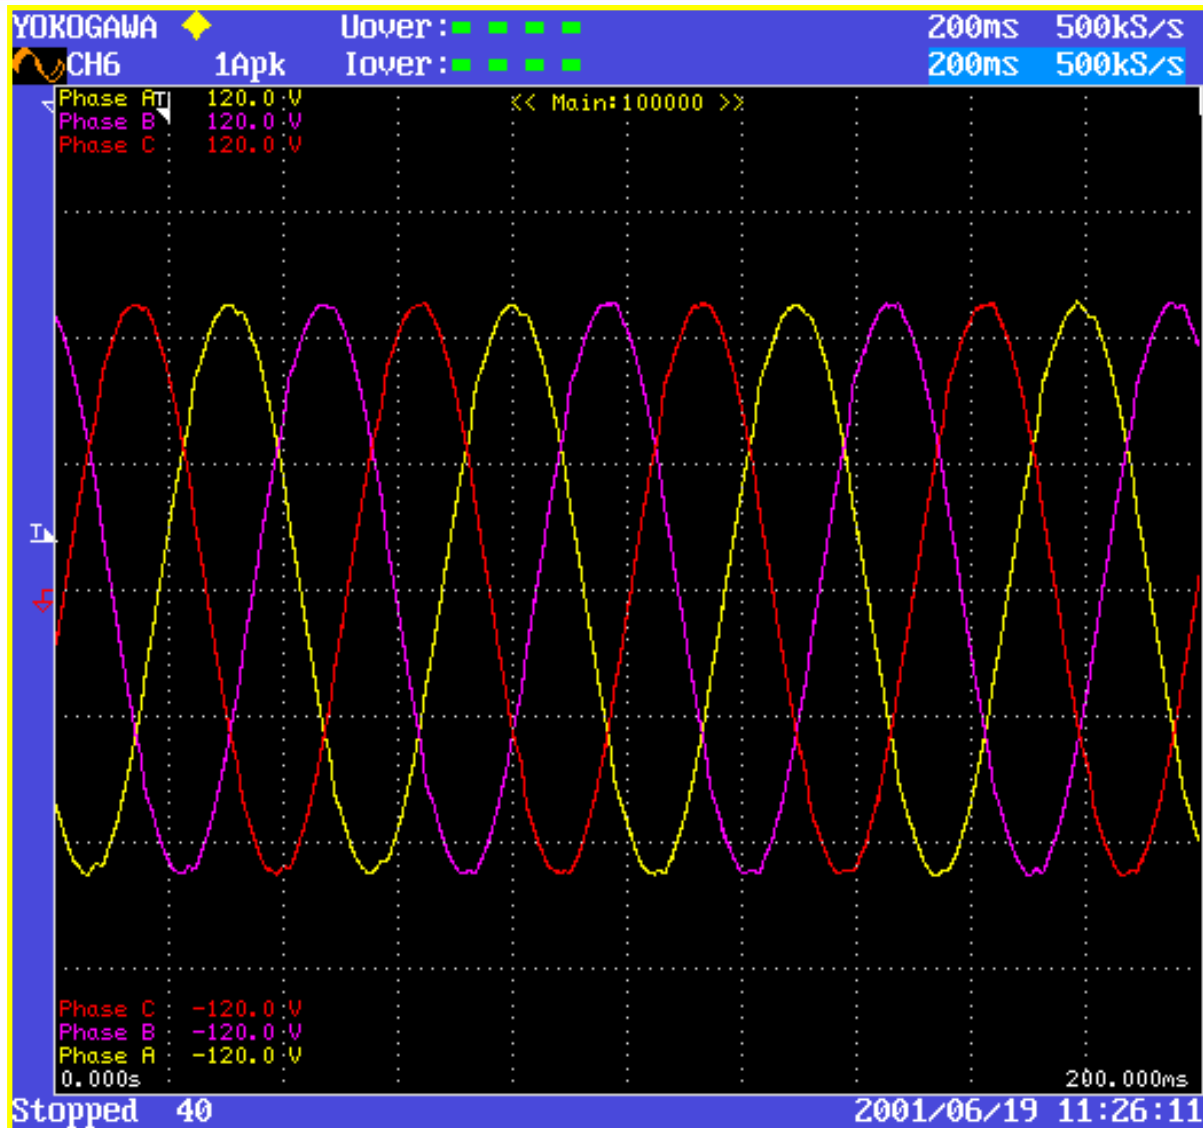 YOKOGAWA Uover: 200ms 500kS/s
CH6 1Apk Iover: 200ms 500kS/s
Phase A 120.0 V << Main:100000 >>
T
Phase B 120.0 V
Phase C 120.0 V
T
Phase C -120.0 V
Phase B -120.0 V
Phase A -120.0 V
0.000s 200.000ms
Stopped 40 2001/06/19 11:26:11